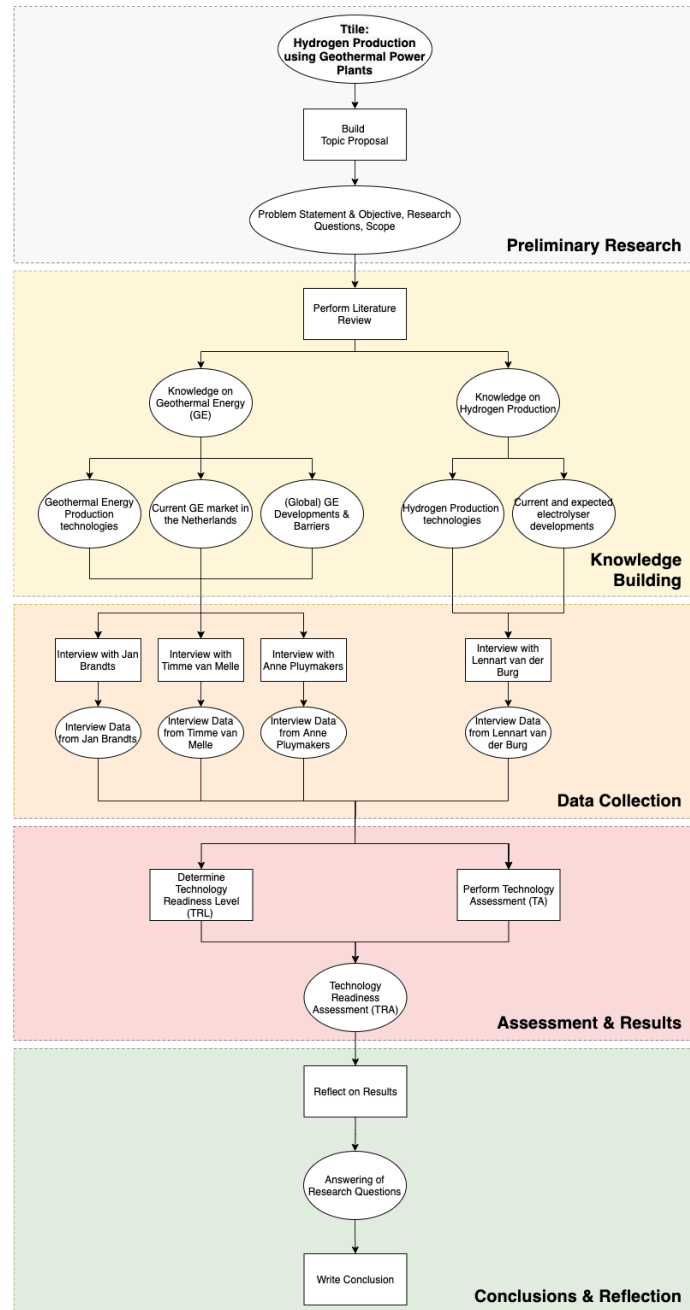 Ttile:
Hydrogen Production
using Geothermal Power
Plants
Build
Topic Proposal
Problem Statement & Objective, Research
Questions, Scope
Preliminary Research
Perform Literature
Review
Knowledge on
Geothermal Energy
(GE)
Knowledge on
Hydrogen Production
Geothermal Energy
Production
technologies
Current GE market in
the Netherlands
(Global) GE
Developments &
Barriers
Hydrogen Production
technologies
Current and expected
electrolyser
developments
Knowledge
Building
Interview with Jan
Brandts
Interview with
Timme van Melle
Interview with
Anne Pluymakers
Interview with
Lennart van der
Burg
Interview Data
from Jan Brandts
Interview Data
from Timme van
Melle
Interview Data
from Anne
Pluymakers
Interview Data
from Lennart van
der Burg
Data Collection
Determine
Technology
Readiness Level
(TRL)
Perform Technology
Assessment (TA)
Technology
Readiness
Assessment (TRA)
Assessment & Results
Reflect on Results
Answering of
Research Questions
Write Conclusion
Conclusions & Reflection